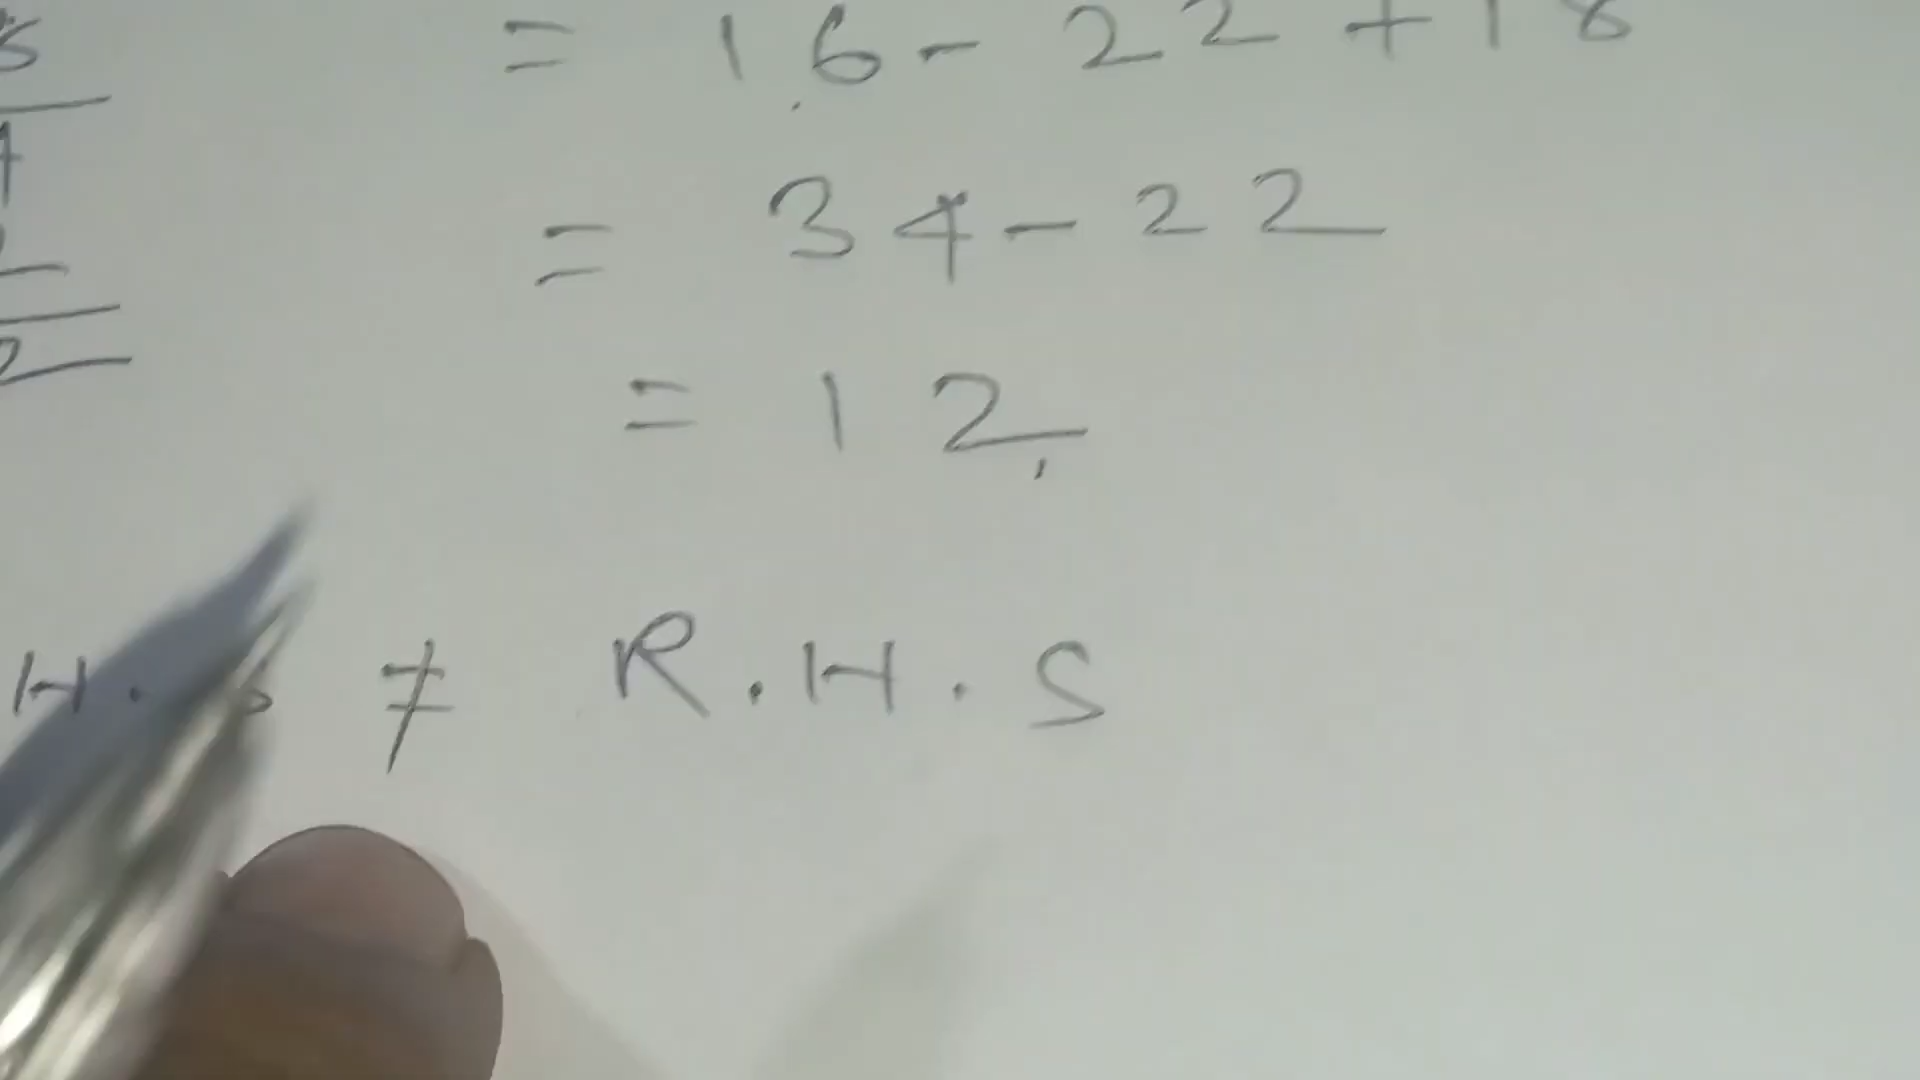 = 16 - 22 + 18
= 34 - 22
= 12
H. ≠ R.H.S